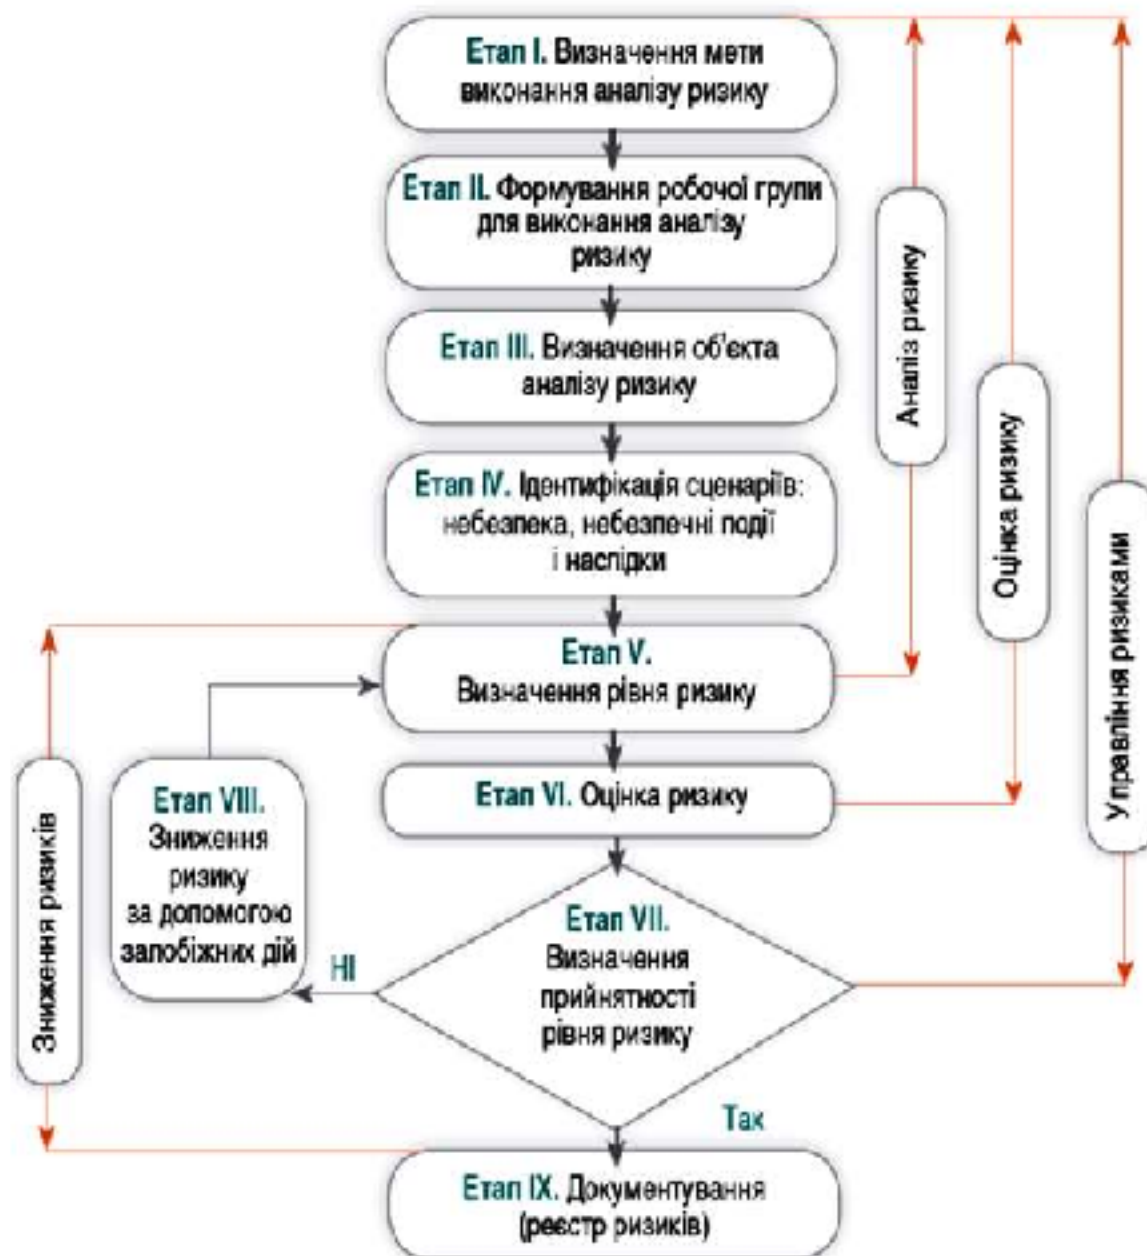 Етап I. Визначення мети
виконання аналізу ризику
Етап II. Формування робочої групи
для виконання аналізу
ризику
Етап III. Визначення об'єкта
аналізу ризику
Етап IV. Ідентифікація сценаріїв:
небезпека, небезпечні події
і наслідки
Етап V.
Визначення рівня ризику
Етап VI. Оцінка ризику
Етап VII.
Визначення
прийнятності
рівня ризику
НІ
Так
Етап VIII.
Зниження
ризику
за допомогою
запобіжних дій
Етап IX. Документування
(реєстр ризиків)
Зниження ризиків
Аналіз ризику
Оцінка ризику
Управління ризиками